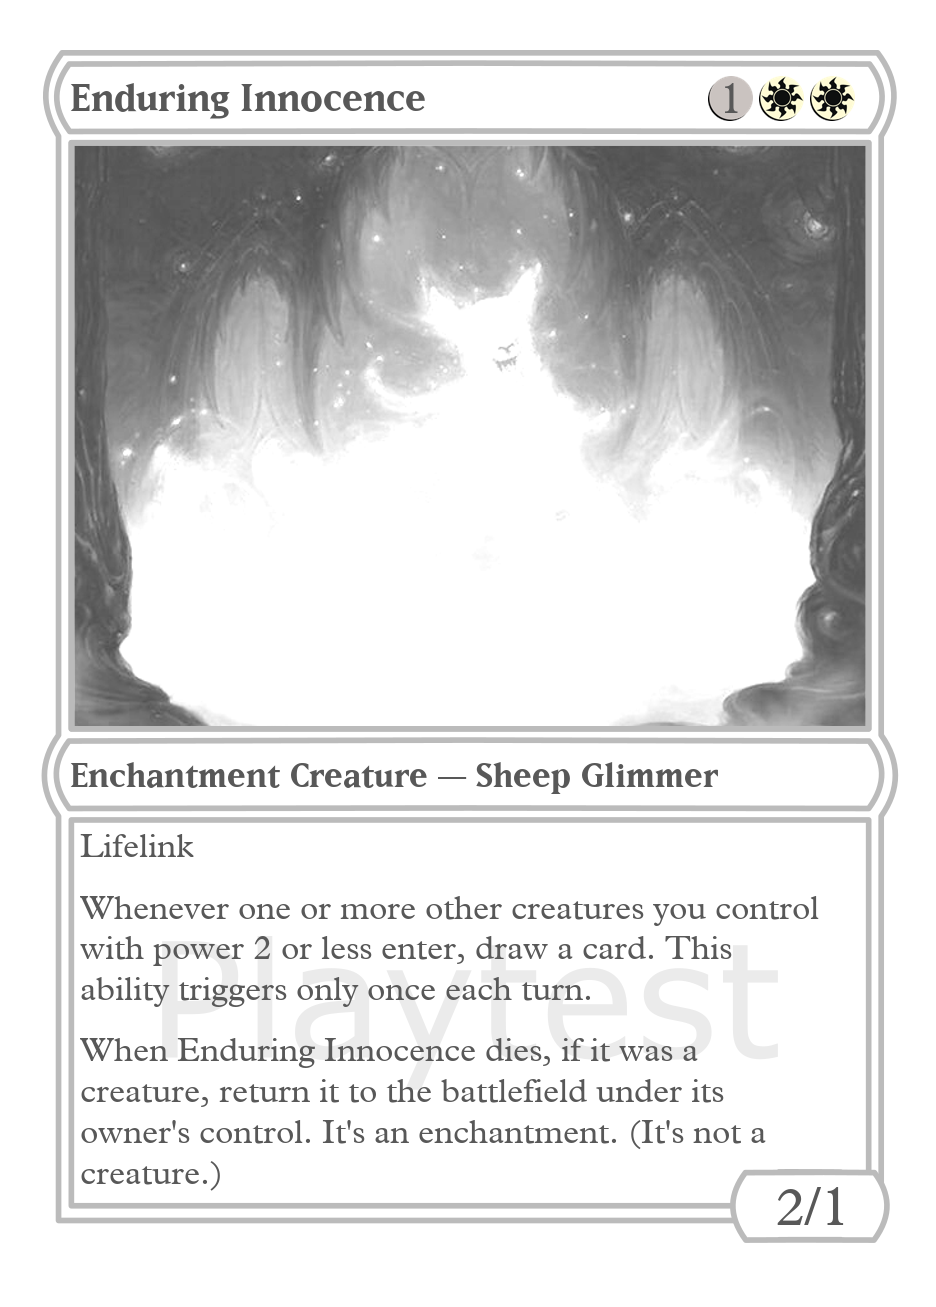 Enduring Innocence 1
Enchantment Creature — Sheep Glimmer
Lifelink
Whenever one or more other creatures you control
with power 2 or less enter, draw a card. This
ability triggers only once each turn.
Playtest
When Enduring Innocence dies, if it was a
creature, return it to the battlefield under its
owner's control. It's an enchantment. (It's not a
creature.)
2/1